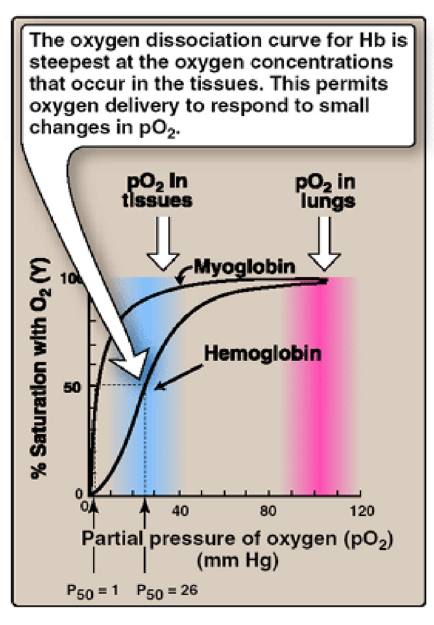 The oxygen dissociation curve for Hb is
steepest at the oxygen concentrations
that occur in the tissues. This permits
oxygen delivery to respond to small
changes in pO₂.
pO₂ in
tissues
pO₂ in
lungs
% Saturation with O₂ (Y)
100
Myoglobin
Hemoglobin
50
0
0
40
80
120
Partial pressure of oxygen (pO₂)
(mm Hg)
P₅₀ = 1
P₅₀ = 26